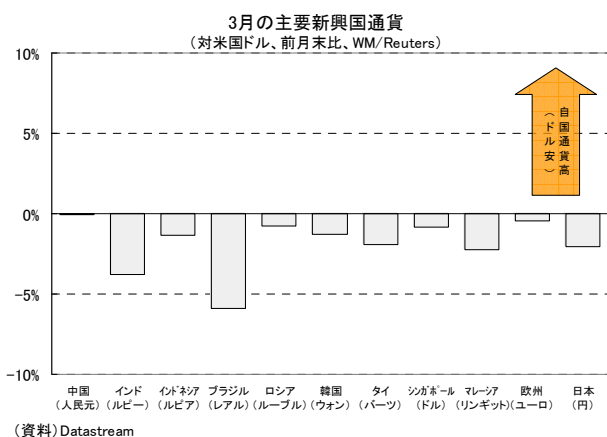 3月の主要新興国通貨
（対米国ドル、前月末比、WM/Reuters）
10%
5%
0%
-5%
-10%
自国通貨高
（ドル安）
中国
（人民元）
インド
（ルピー）
インドネシア
（ルピア）
ブラジル
（レアル）
ロシア
（ルーブル）
韓国
（ウォン）
タイ
（バーツ）
シンガポール
（ドル）
マレーシア
（リンギット）
欧州
（ユーロ）
日本
（円）
（資料）Datastream